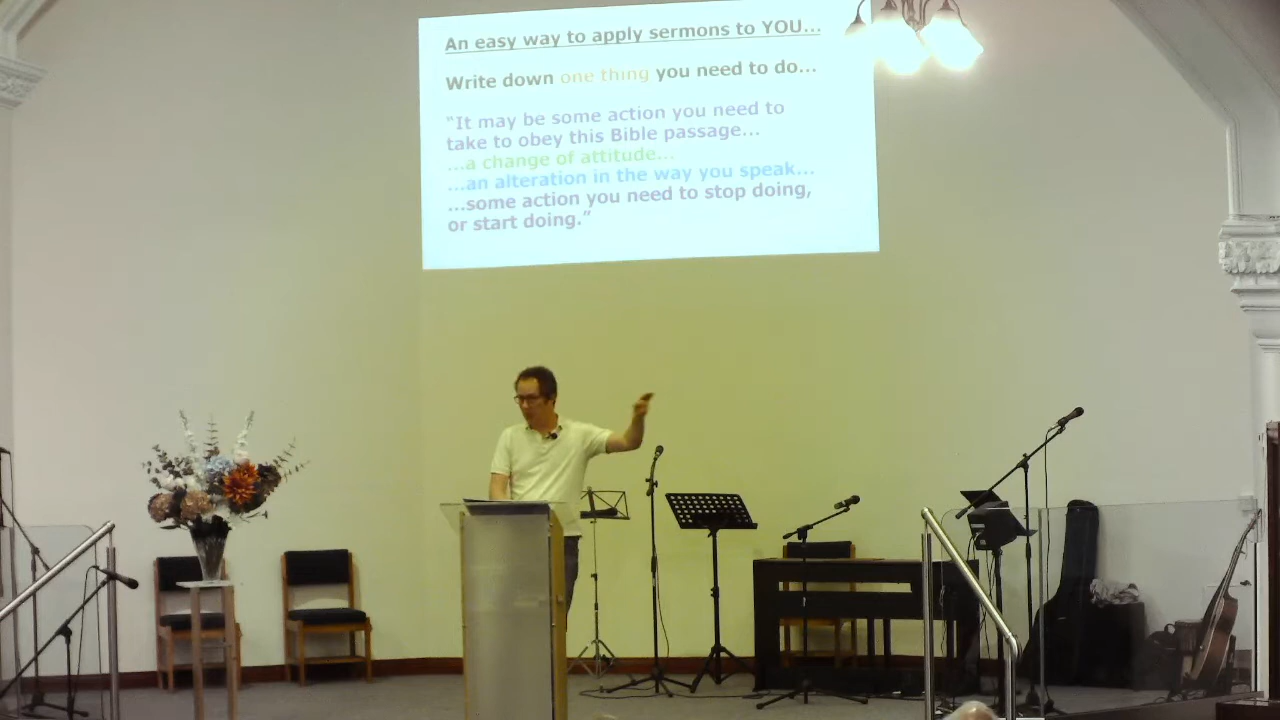 An easy way to apply sermons to YOU...
Write down one thing you need to do...
“It may be some action you need to
take to obey this Bible passage...
...a change of attitude...
...an alteration in the way you speak...
...some action you need to stop doing,
or start doing.”